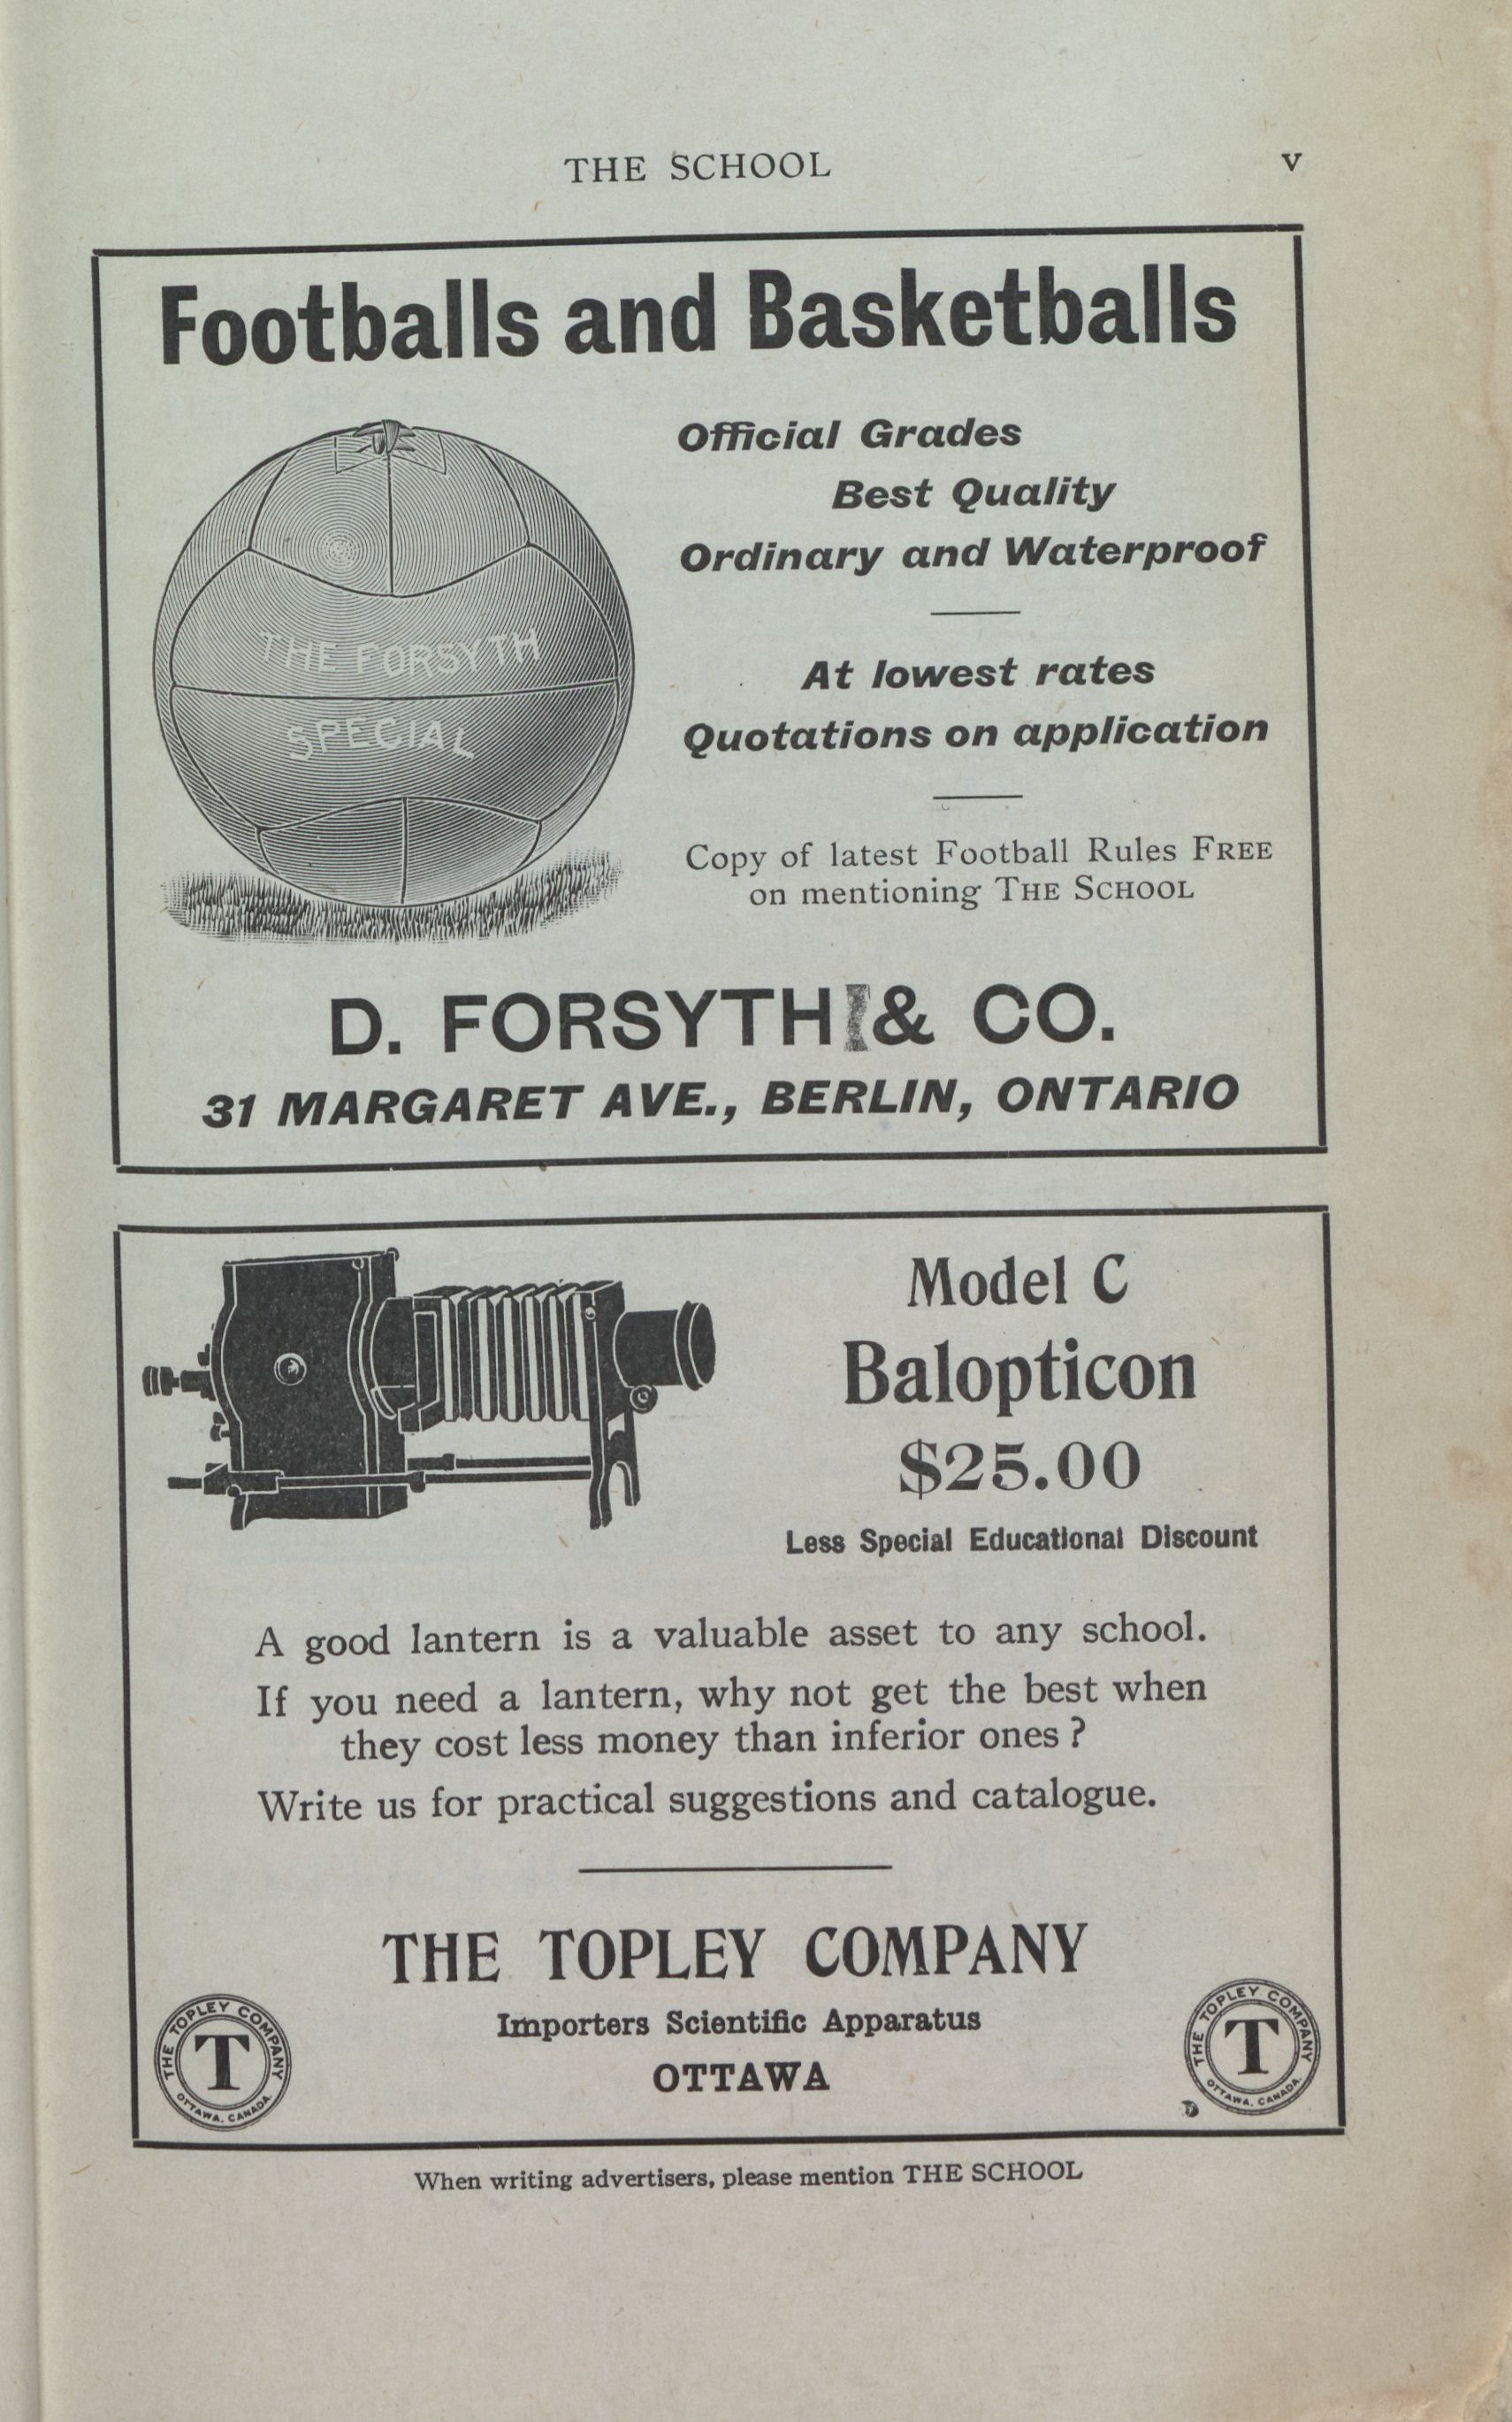 THE SCHOOL
v
Footballs and Basketballs
THE FORSYTH
SPECIAL
Official Grades
Best Quality
Ordinary and Waterproof
At lowest rates
Quotations on application
Copy of latest Football Rules FREE
on mentioning THE SCHOOL
D. FORSYTH & CO.
31 MARGARET AVE., BERLIN, ONTARIO
Model C
Balopticon
$25.00
Less Special Educational Discount
A good lantern is a valuable asset to any school.
If you need a lantern, why not get the best when
they cost less money than inferior ones ?
Write us for practical suggestions and catalogue.
THE TOPLEY COMPANY
Importers Scientific Apparatus
OTTAWA
THE TOPLEY COMPANY
T
OTTAWA, CANADA.
THE TOPLEY COMPANY
T
OTTAWA, CANADA.
When writing advertisers, please mention THE SCHOOL